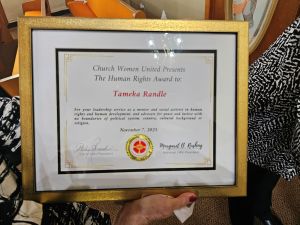 Church Women United Presents
The Human Rights Award to:
Tameka Randle
For your leadership service as a mentor and social activist in human
rights and human development, and advocate for peace and justice with
no boundaries of political system, country, cultural background or
religion.
November 7, 2025